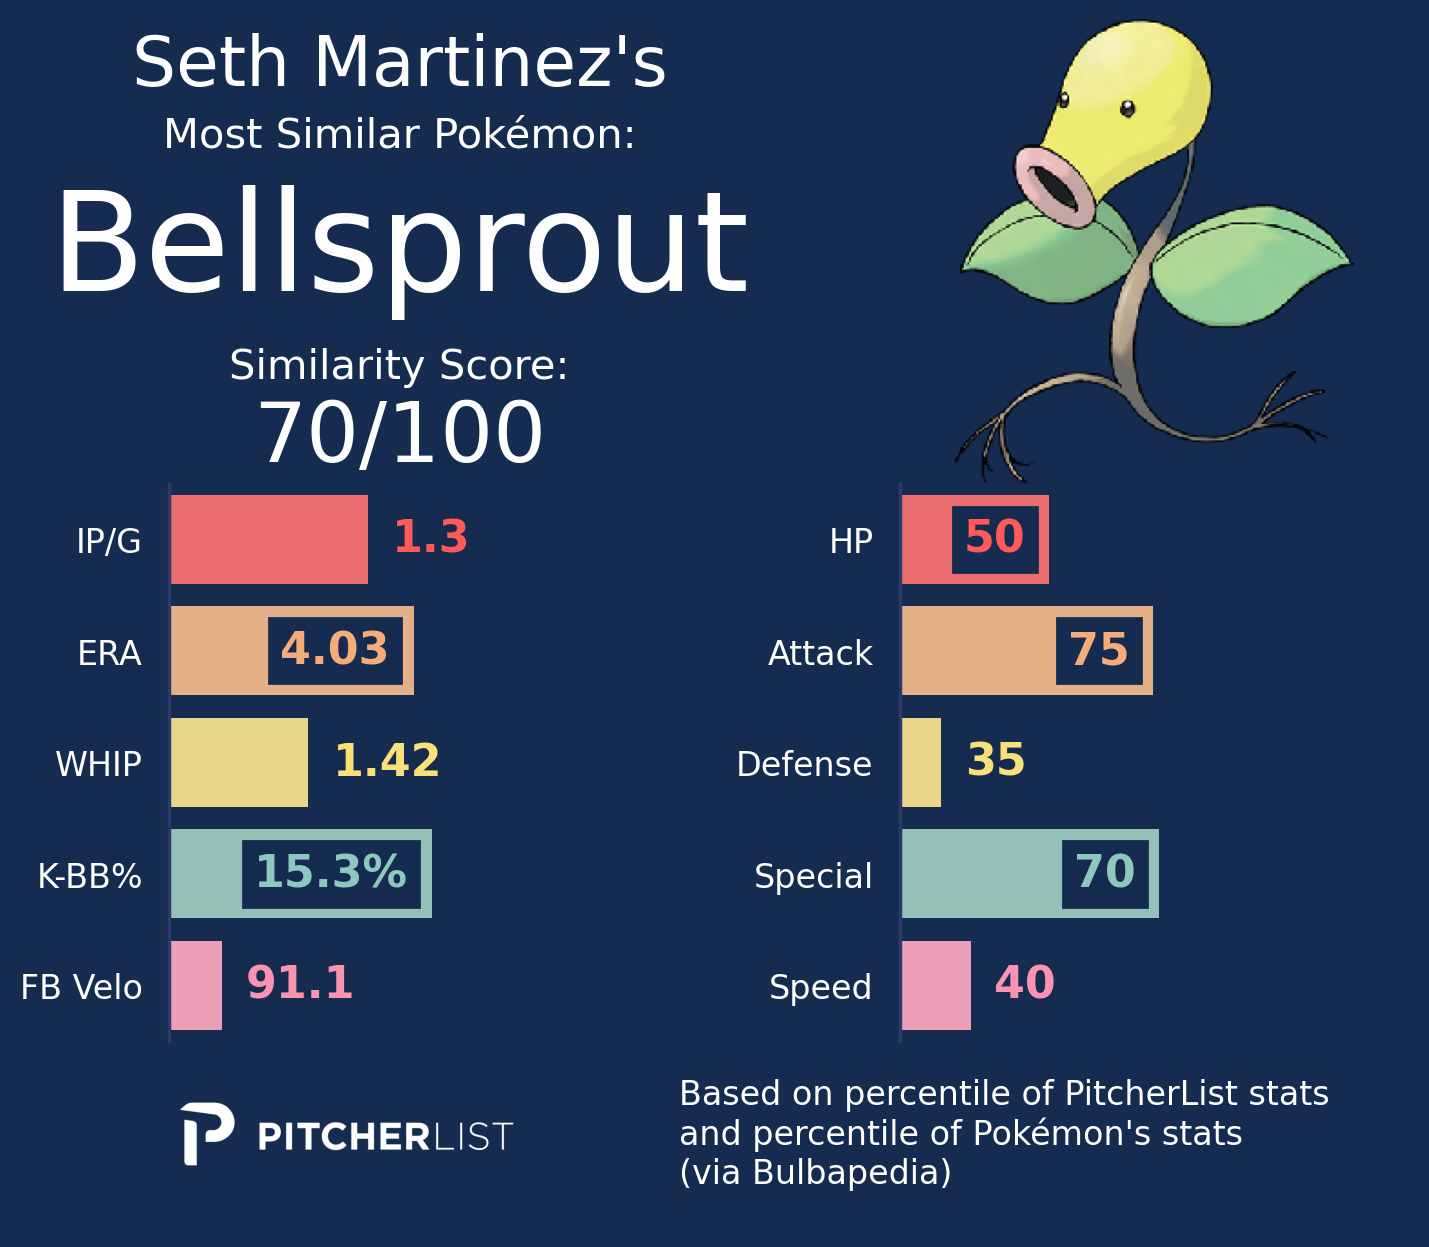 Seth Martinez's
Most Similar Pokémon:
Bellsprout
Similarity Score:
70/100
IP/G 1.3
ERA 4.03
WHIP 1.42
K-BB% 15.3%
FB Velo 91.1
HP 50
Attack 75
Defense 35
Special 70
Speed 40
PITCHERLIST
Based on percentile of PitcherList stats
and percentile of Pokémon's stats
(via Bulbapedia)